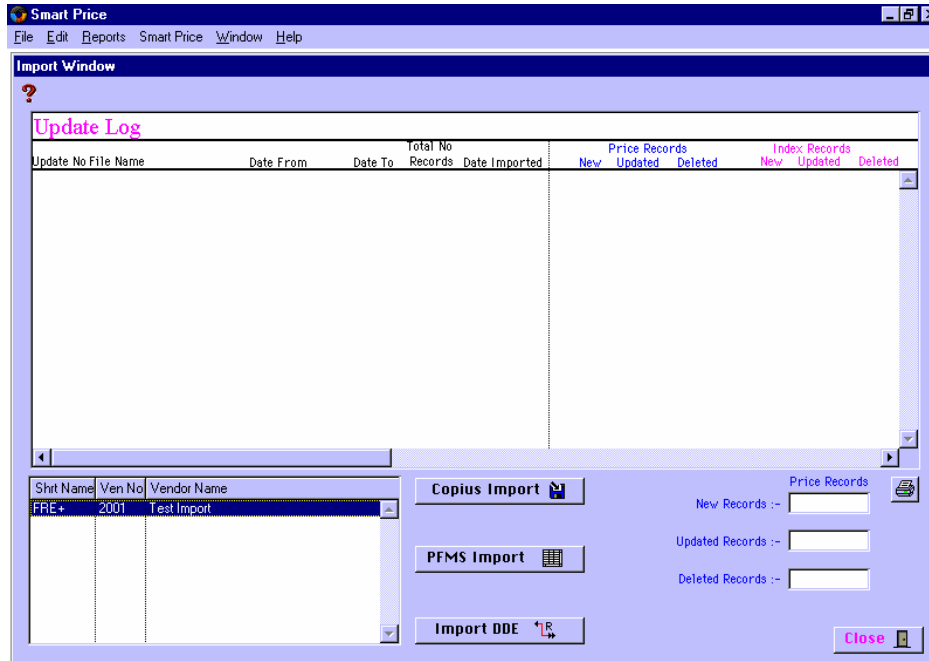 Smart Price
File Edit Reports Smart Price Window Help
Import Window
?
Update Log
Total No Price Records Index Records
Update No File Name Date From Date To Records Date Imported New Updated Deleted New Updated Deleted
Shrt Name Ven No Vendor Name
FRE+ 2001 Test Import
Copius Import
PFMS Import
Import DDE R
Price Records
New Records :-
Updated Records :-
Deleted Records :-
Close